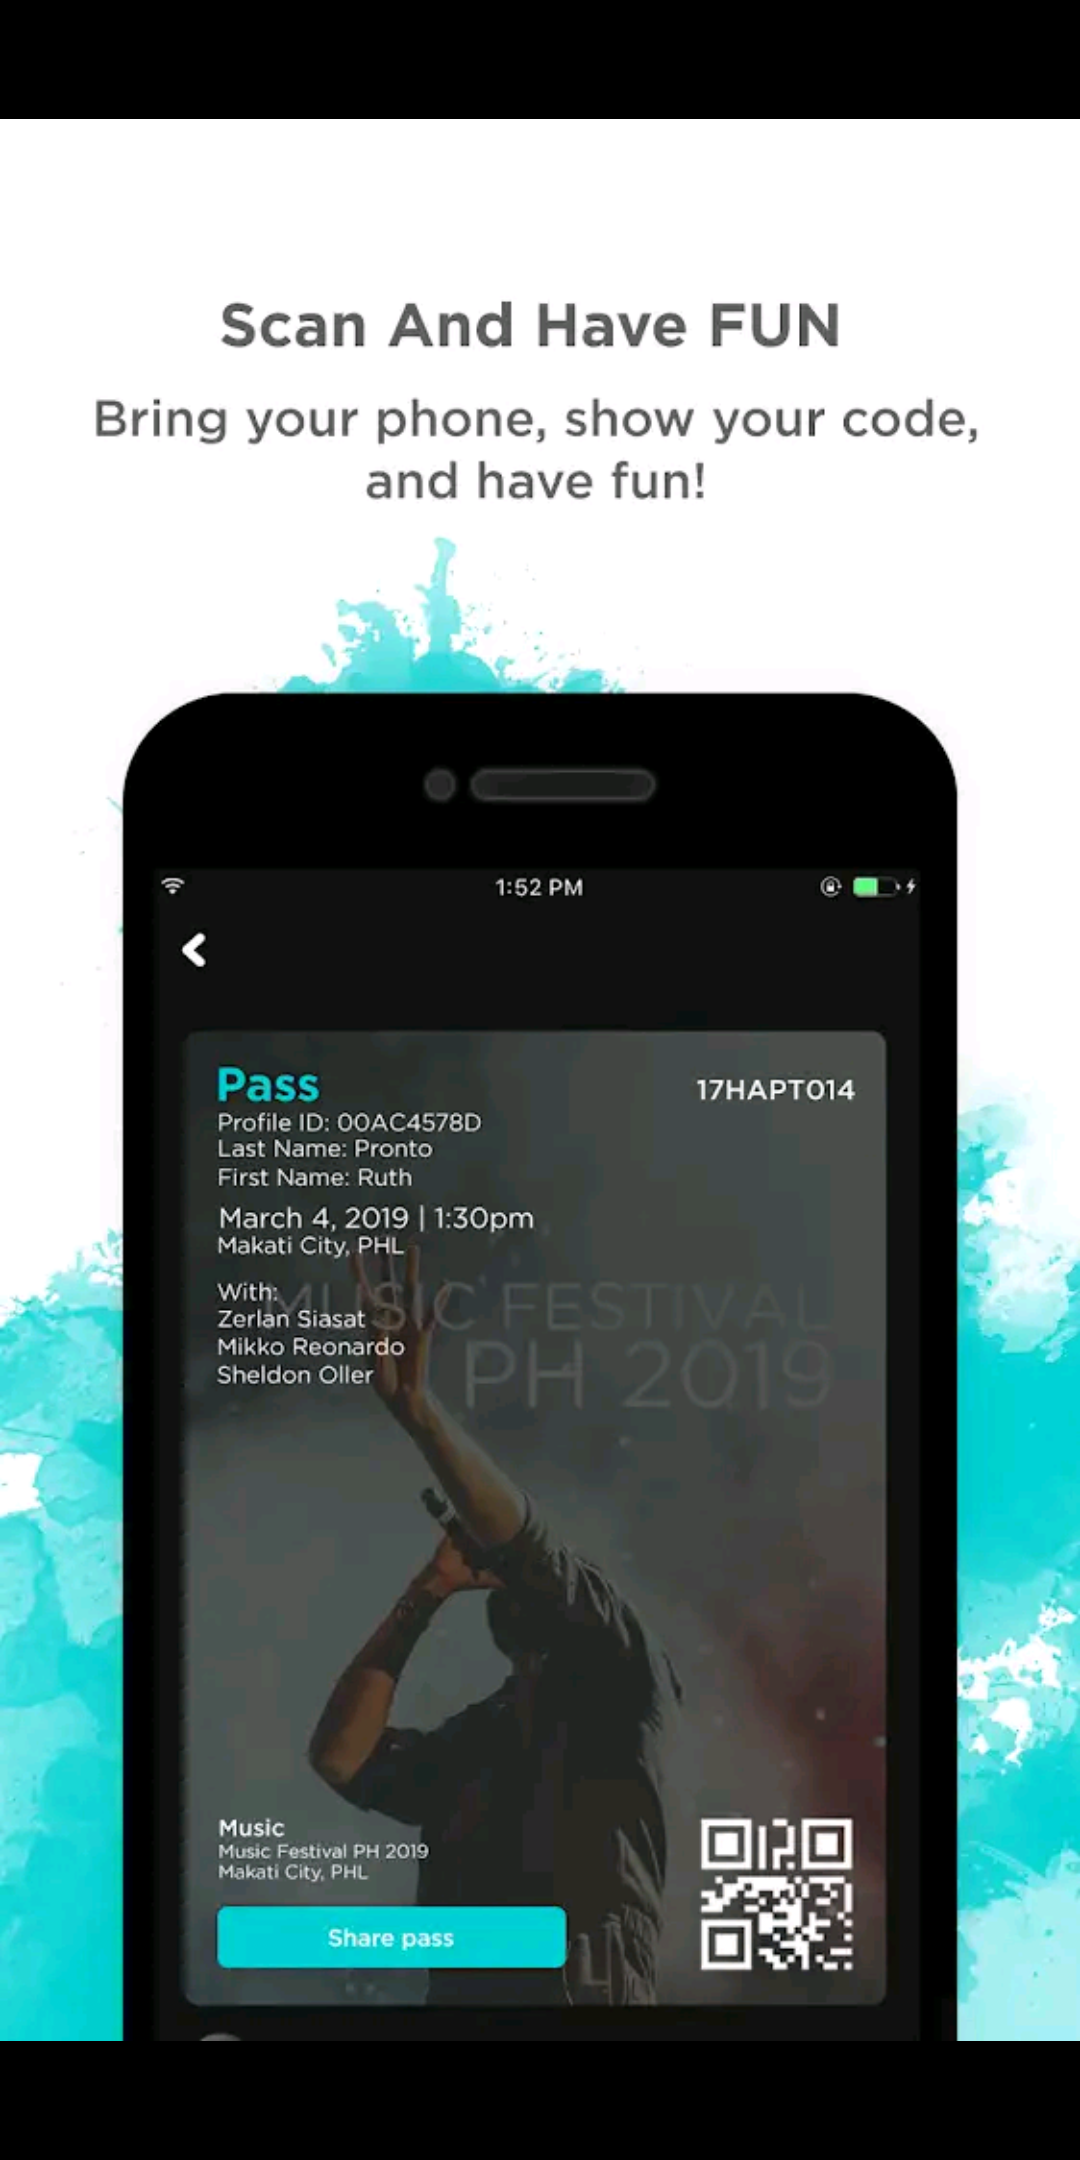 Scan And Have FUN
Bring your phone, show your code,
and have fun!
1:52 PM
Pass
17HAPT014
Profile ID: 00AC4578D
Last Name: Pronto
First Name: Ruth
March 4, 2019 | 1:30pm
Makati City, PHL
With:
Zerlan Siasat
Mikko Reonardo
Sheldon Oller
MUSIC FESTIVAL
PH 2019
Music
Music Festival PH 2019
Makati City, PHL
Share pass